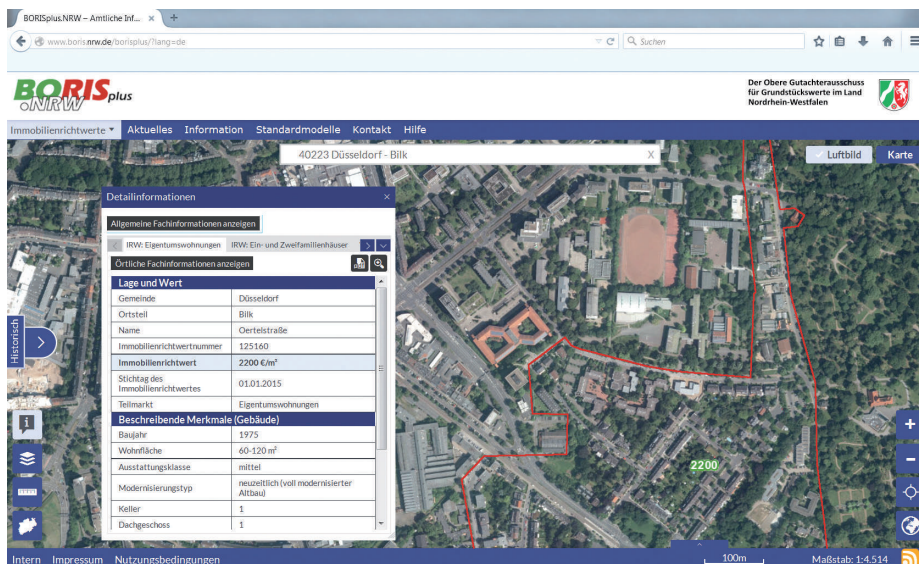 BORISplus.NRW – Amtliche Inf... × +
www.boris.nrw.de/borisplus/?lang=de
Suchen
BORIS plus
.NRW
Der Obere Gutachterausschuss
für Grundstückswerte im Land
Nordrhein-Westfalen
Immobilienrichtwerte Aktuelles Information Standardmodelle Kontakt Hilfe
40223 Düsseldorf - Bilk X
Luftbild Karte
Detailinformationen ×
Allgemeine Fachinformationen anzeigen
IRW: Eigentumswohnungen IRW: Ein- und Zweifamilienhäuser
Örtliche Fachinformationen anzeigen
Lage und Wert
Gemeinde Düsseldorf
Ortsteil Bilk
Name Oertelstraße
Immobilienrichtwertnummer 125160
Immobilienrichtwert 2200 €/m²
Stichtag des
Immobilienrichtwertes 01.01.2015
Teilmarkt Eigentumswohnungen
Beschreibende Merkmale (Gebäude)
Baujahr 1975
Wohnfläche 60-120 m²
Ausstattungsklasse mittel
Modernisierungstyp neuzeitlich (voll modernisierter
Altbau)
Keller 1
Dachgeschoss 1
Historisch
2200
+
-
Intern Impressum Nutzungsbedingungen 100m Maßstab: 1:4.514